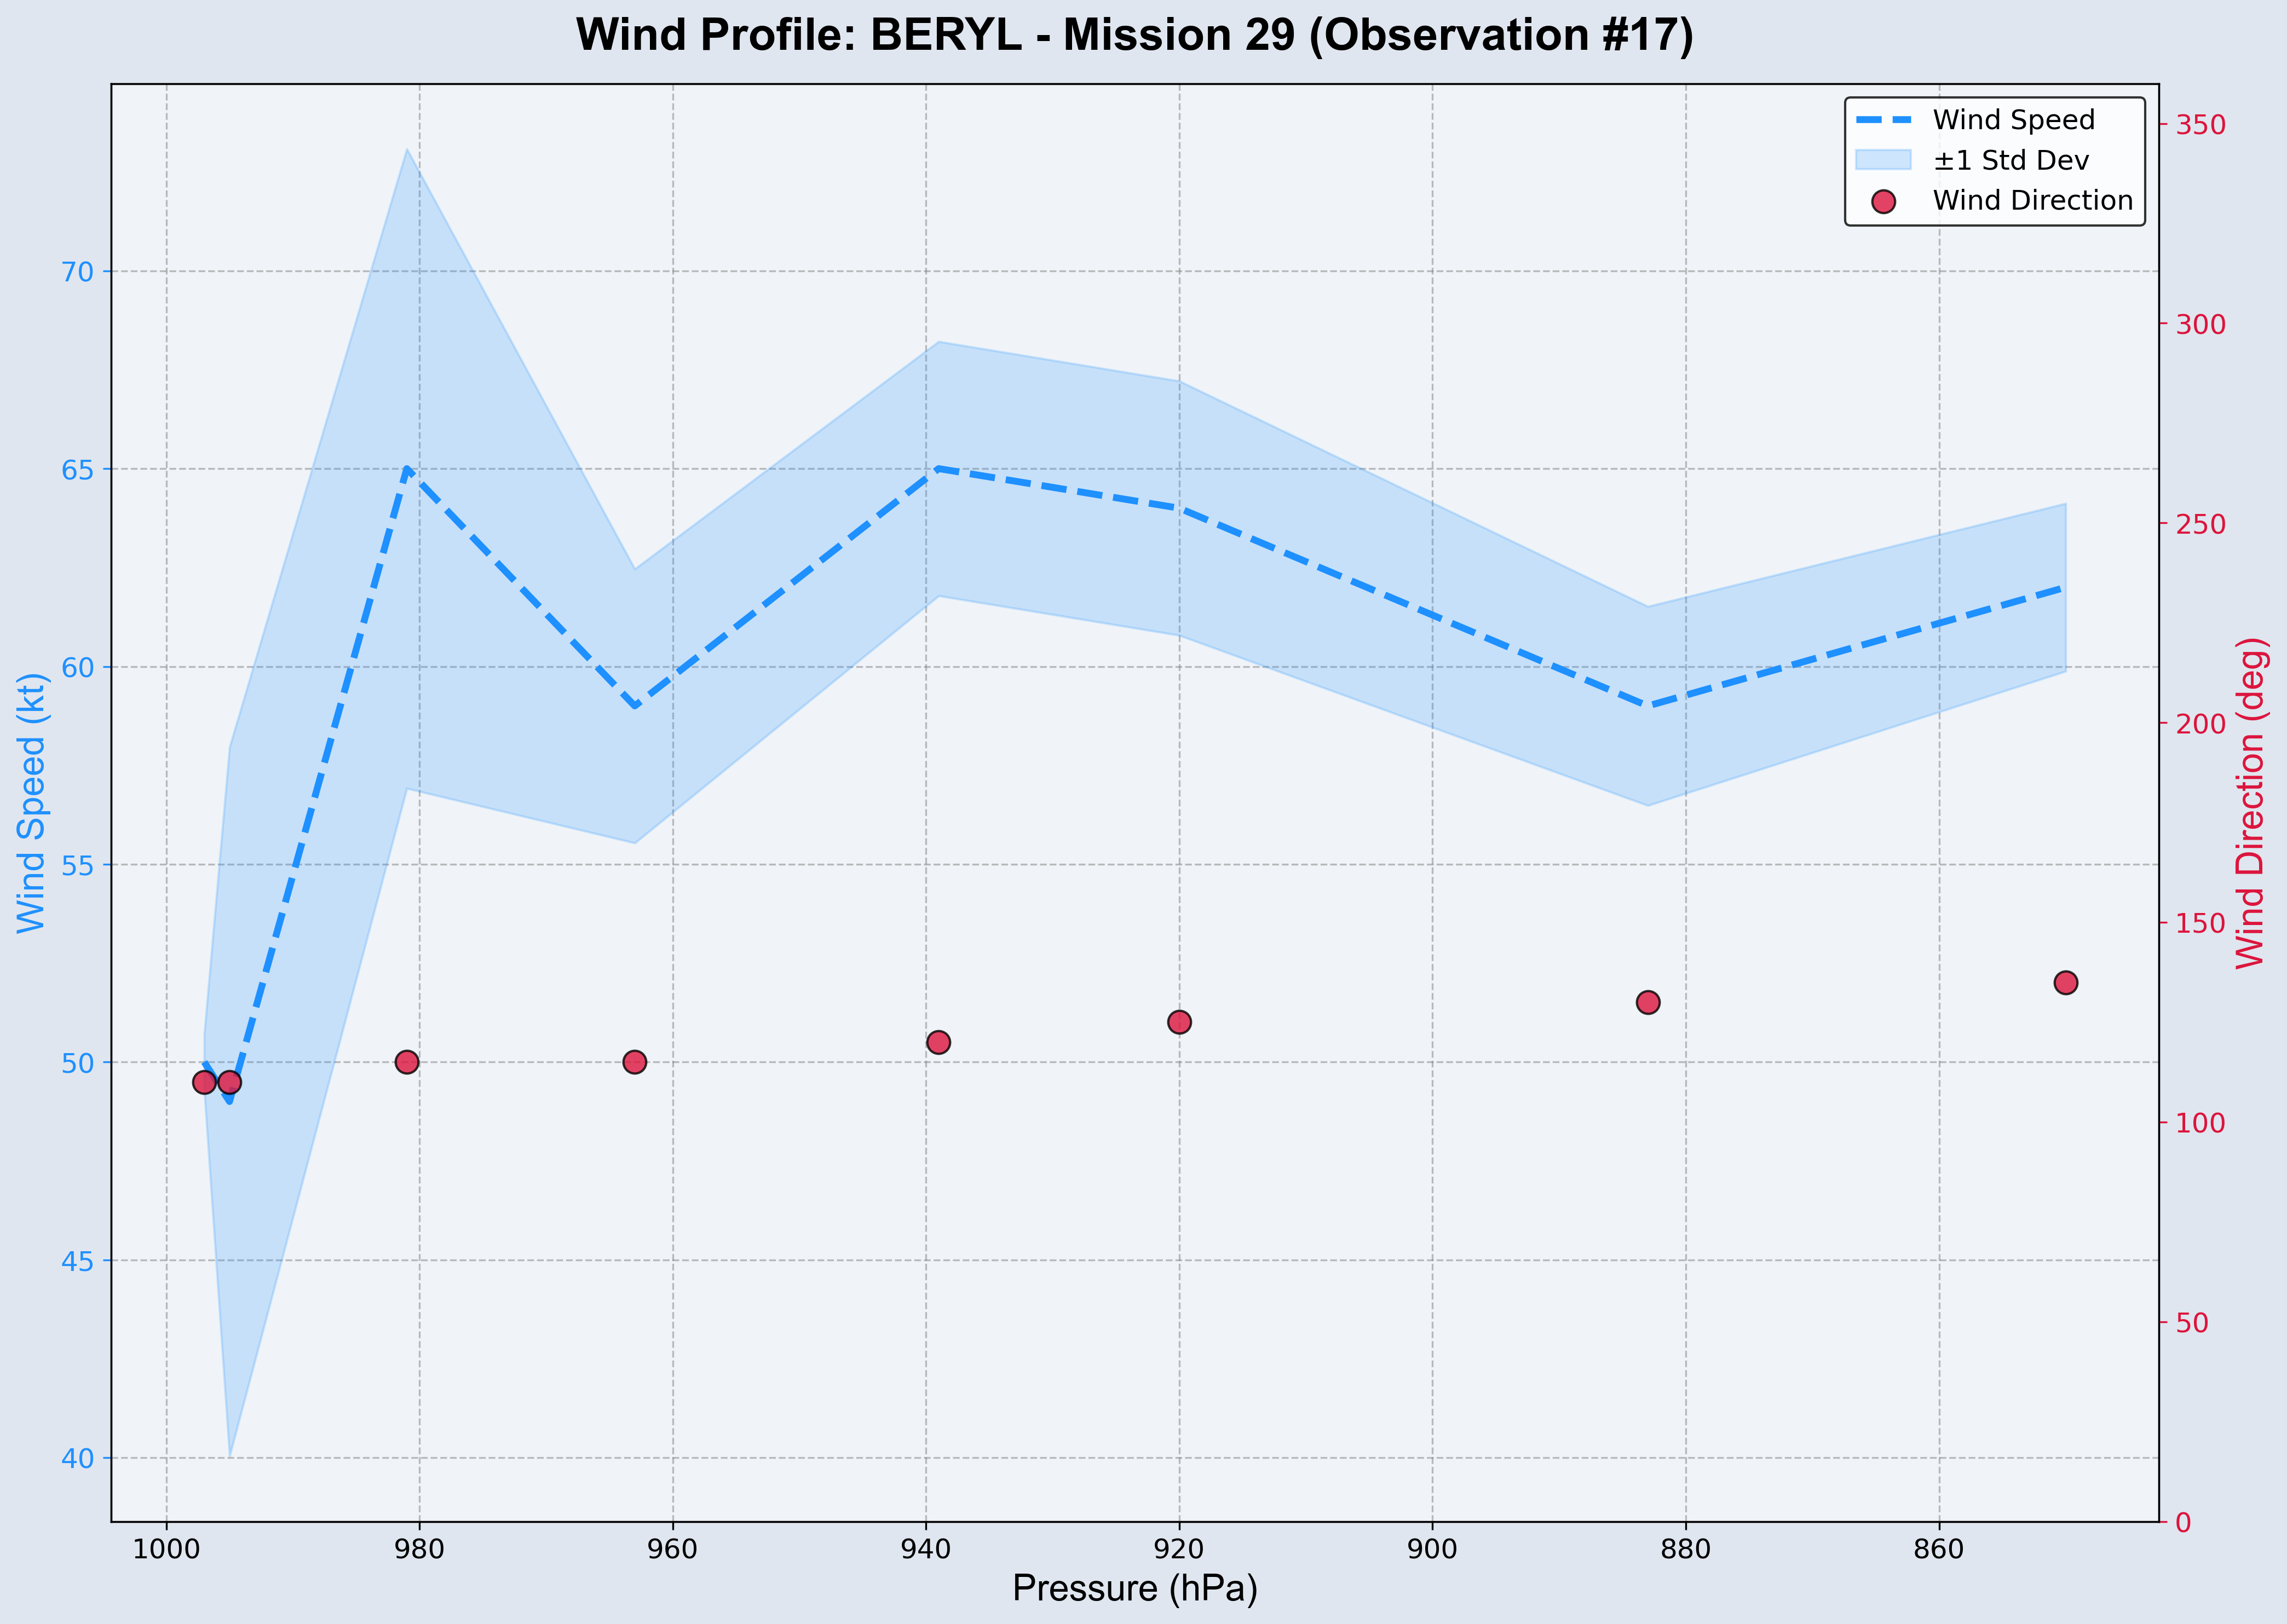 Wind Profile: BERYL - Mission 29 (Observation #17)
Wind Speed
±1 Std Dev
Wind Direction
Wind Speed (kt)
70
65
60
55
50
45
40
350
300
250
200
150
100
50
0
Wind Direction (deg)
1000 980 960 940 920 900 880 860
Pressure (hPa)